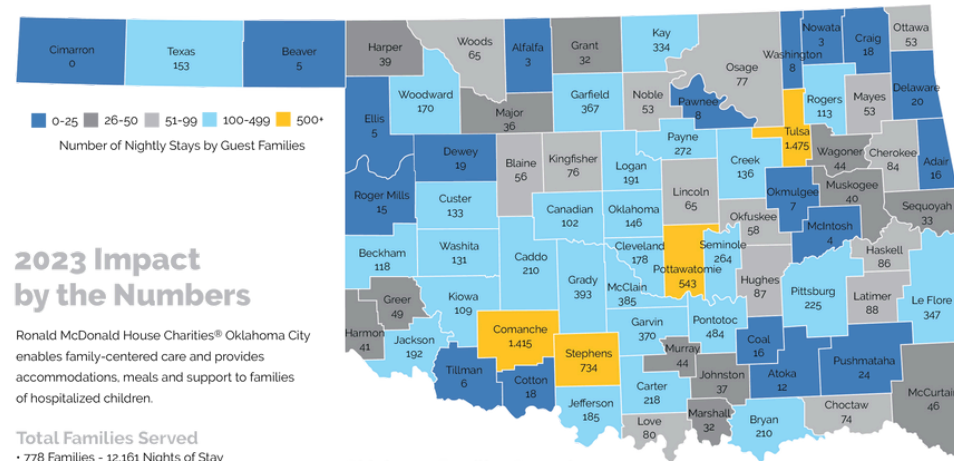 Cimarron
0
Texas
153
Beaver
5
Harper
39
Woods
65
Alfalfa
3
Grant
32
Kay
334
Osage
77
Washington
8
Nowata
3
Craig
18
Ottawa
53
Ellis
5
Woodward
170
Major
36
Garfield
367
Noble
53
Pawnee
8
Tulsa
1,475
Rogers
113
Mayes
53
Delaware
20
0-25
26-50
51-99
100-499
500+
Number of Nightly Stays by Guest Families
Dewey
19
Blaine
56
Kingfisher
76
Logan
191
Payne
272
Creek
136
Wagoner
44
Cherokee
84
Adair
16
Roger Mills
15
Custer
133
Canadian
102
Oklahoma
146
Lincoln
65
Okfuskee
58
Okmulgee
7
Muskogee
40
McIntosh
4
Sequoyah
33
Beckham
118
Washita
131
Caddo
210
Grady
393
Cleveland
178
McClain
385
Pottawatomie
543
Seminole
264
Hughes
87
Pittsburg
225
Haskell
86
Latimer
88
Le Flore
347
2023 Impact
by the Numbers
Greer
49
Kiowa
109
Harmon
41
Jackson
192
Comanche
1,415
Stephens
734
Garvin
370
Murray
44
Pontotoc
484
Johnston
37
Coal
16
Atoka
12
Pushmataha
24
McCurtain
46
Tillman
6
Cotton
18
Jefferson
185
Carter
218
Love
80
Marshall
32
Bryan
210
Choctaw
74
Ronald McDonald House Charities® Oklahoma City
enables family-centered care and provides
accommodations, meals and support to families
of hospitalized children.
Total Families Served
• 778 Families - 12,161 Nights of Stay